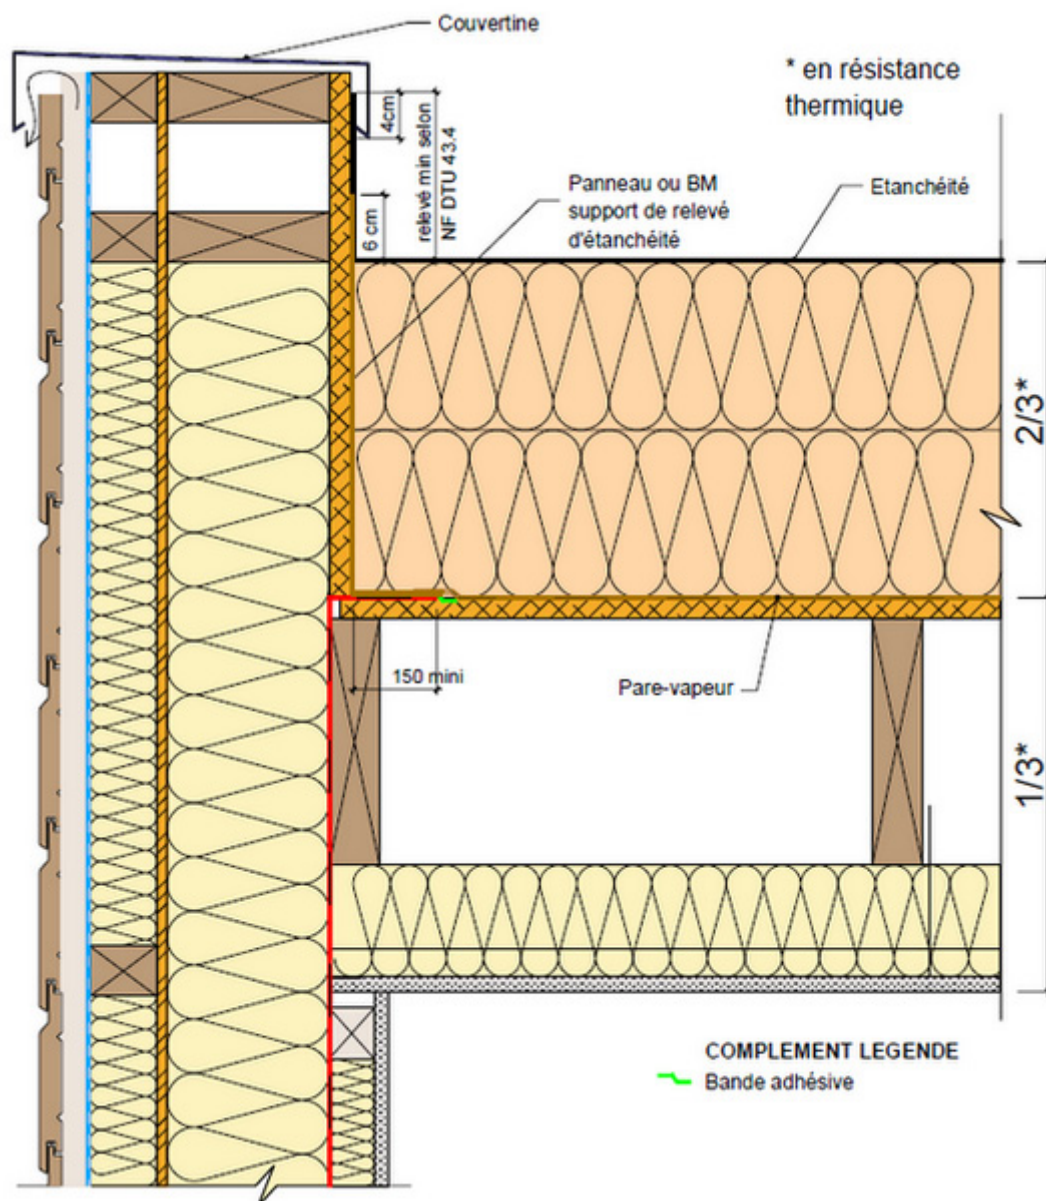 Couvertine
* en résistance
thermique
4cm
relevé min selon
NF DTU 43.4
6 cm
Panneau ou BM
support de relevé
d'étanchéité
Etanchéité
2/3*
150 mini
Pare-vapeur
1/3*
COMPLEMENT LEGENDE
Bande adhésive